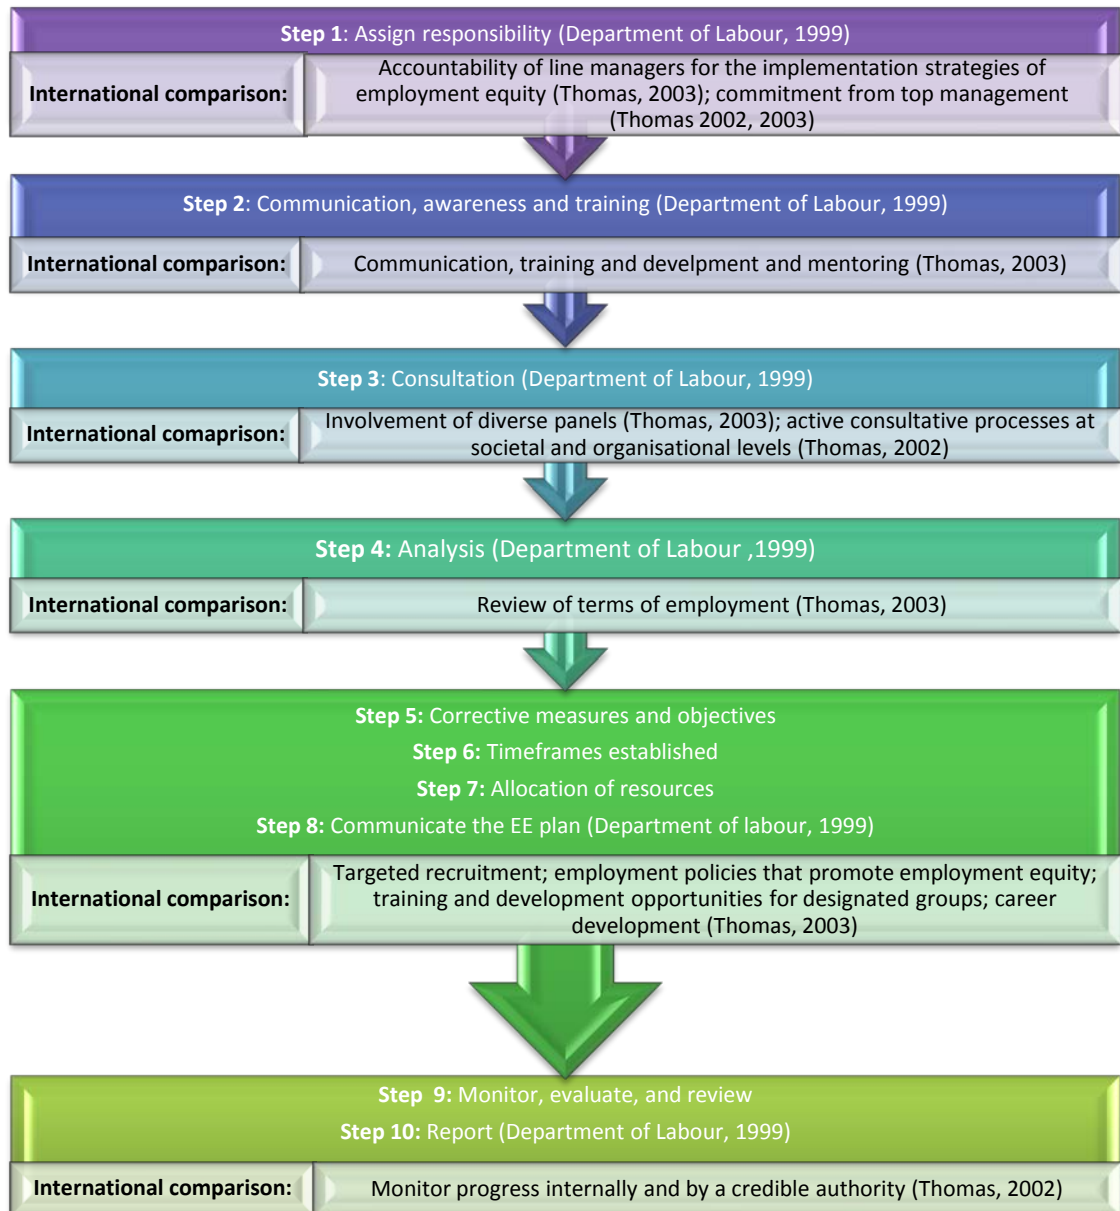 Step 1: Assign responsibility (Department of Labour, 1999)
International comparison:
Accountability of line managers for the implementation strategies of
employment equity (Thomas, 2003); commitment from top management
(Thomas 2002, 2003)
Step 2: Communication, awareness and training (Department of Labour, 1999)
International comparison:
Communication, training and develpment and mentoring (Thomas, 2003)
Step 3: Consultation (Department of Labour, 1999)
International comaprison:
Involvement of diverse panels (Thomas, 2003); active consultative processes at
societal and organisational levels (Thomas, 2002)
Step 4: Analysis (Department of Labour ,1999)
International comparison:
Review of terms of employment (Thomas, 2003)
Step 5: Corrective measures and objectives
Step 6: Timeframes established
Step 7: Allocation of resources
Step 8: Communicate the EE plan (Department of labour, 1999)
International comparison:
Targeted recruitment; employment policies that promote employment equity;
training and development opportunities for designated groups; career
development (Thomas, 2003)
Step 9: Monitor, evaluate, and review
Step 10: Report (Department of Labour, 1999)
International comparison:
Monitor progress internally and by a credible authority (Thomas, 2002)